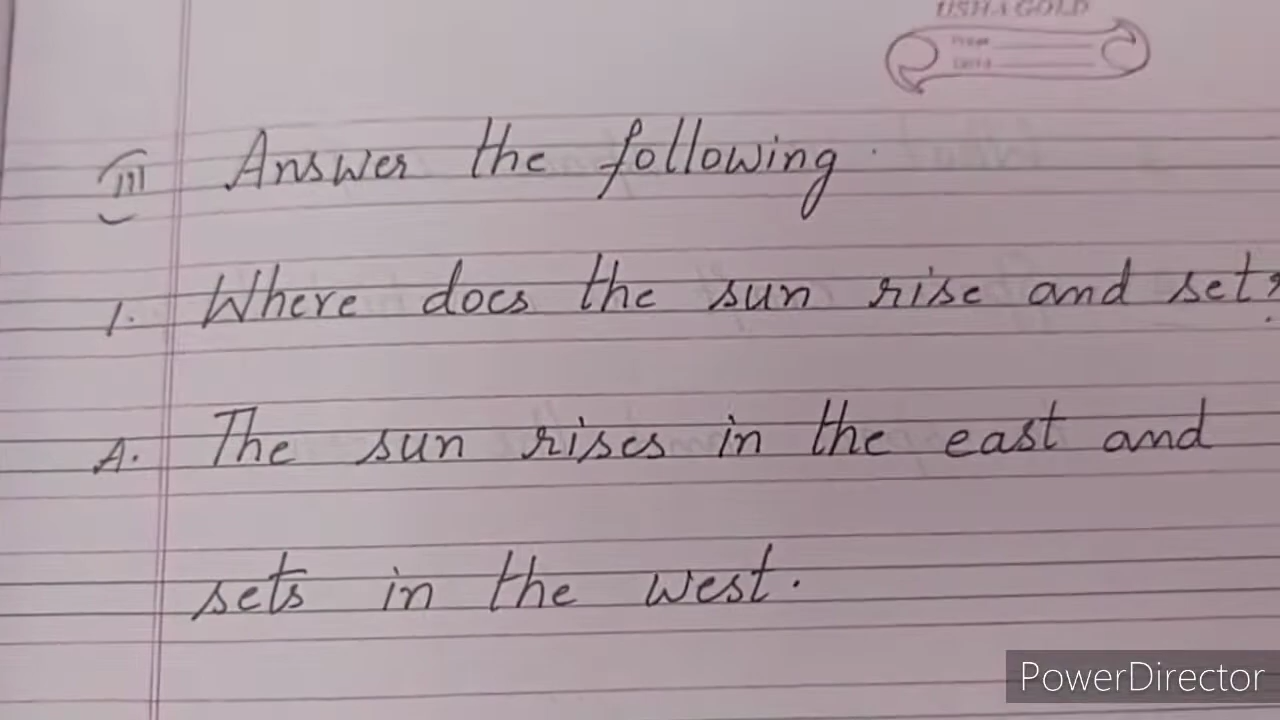 USHA GOLD
III Answer the following.
1. Where does the sun rise and set?
A. The sun rises in the east and
sets in the west.
PowerDirector